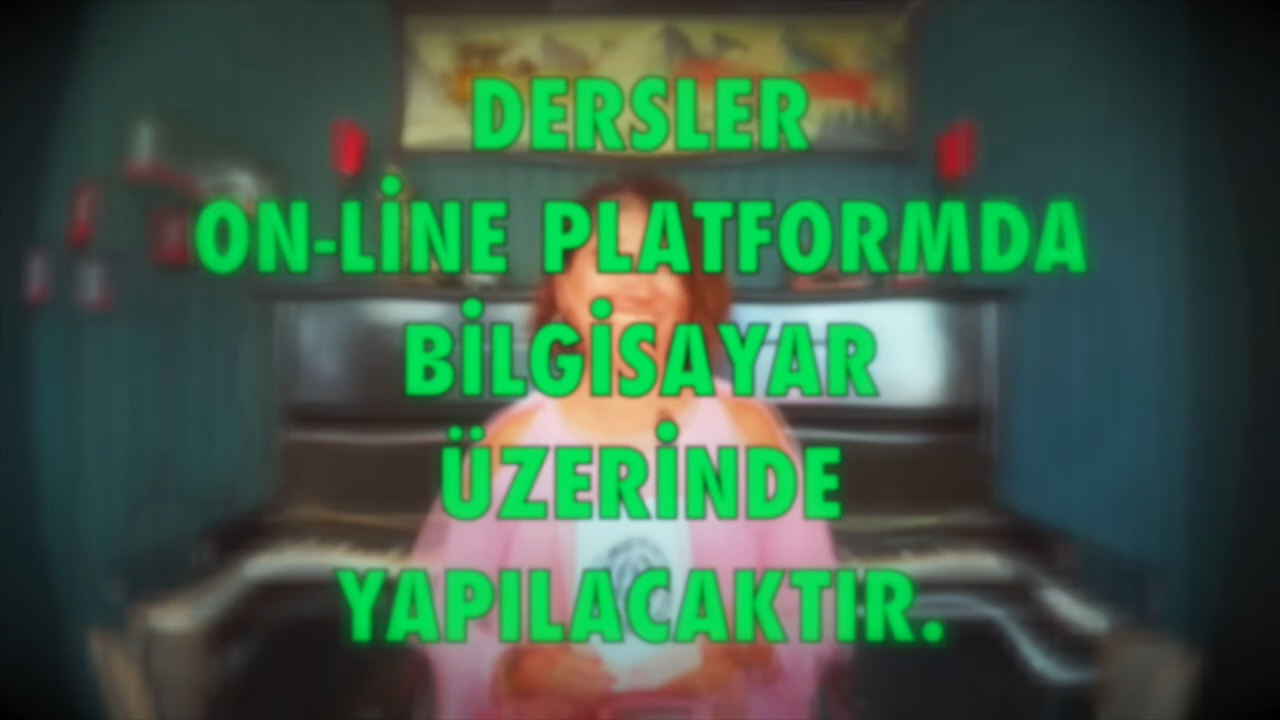 DERSLER
ON-LİNE PLATFORMDA
BİLGİSAYAR
ÜZERİNDE
YAPILACAKTIR.